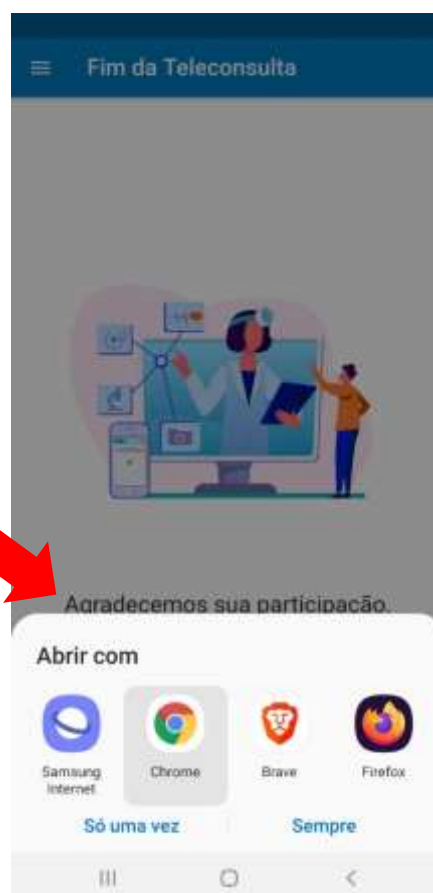 Fim da Teleconsulta
Agradecemos sua participação.
Abrir com
Samsung Internet
Chrome
Brave
Firefox
Só uma vez
Sempre